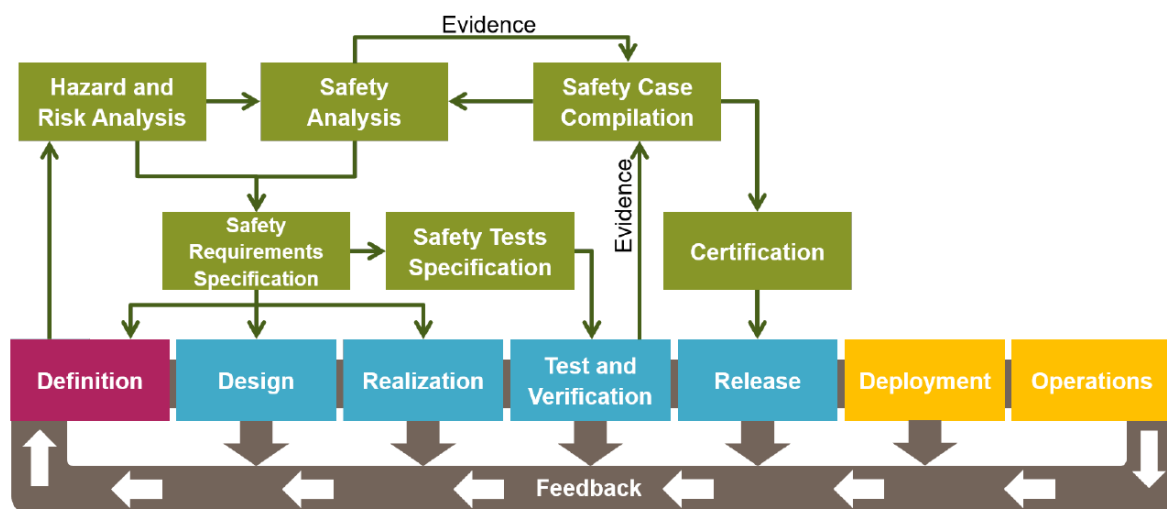 Evidence
Hazard and
Risk Analysis
Safety
Analysis
Safety Case
Compilation
Safety
Requirements
Specification
Safety Tests
Specification
Evidence
Certification
Definition
Design
Realization
Test and
Verification
Release
Deployment
Operations
Feedback